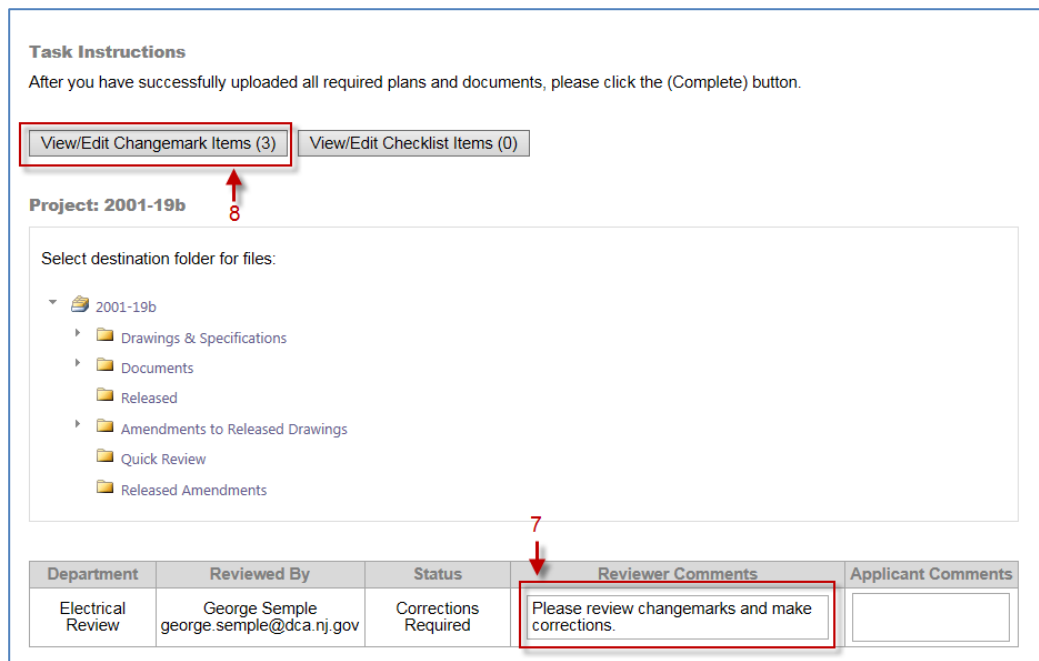 Task Instructions
After you have successfully uploaded all required plans and documents, please click the (Complete) button.
View/Edit Changemark Items (3) View/Edit Checklist Items (0)
8
Project: 2001-19b
Select destination folder for files:
2001-19b
Drawings & Specifications
Documents
Released
Amendments to Released Drawings
Quick Review
Released Amendments
7
Department Reviewed By Status Reviewer Comments Applicant Comments
Electrical George Semple Corrections Please review changemarks and make
Review george.semple@dca.nj.gov Required corrections.